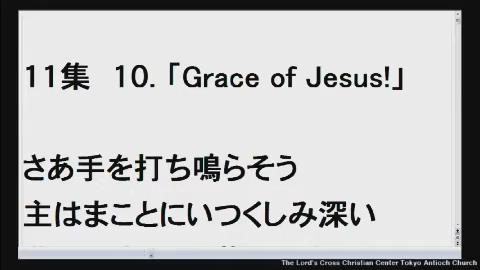 11集 10.「Grace of Jesus!」
さあ手を打ち鳴らそう
主はまことにいつくしみ深い
The Lord's Cross Christian Center Tokyo Antioch Church